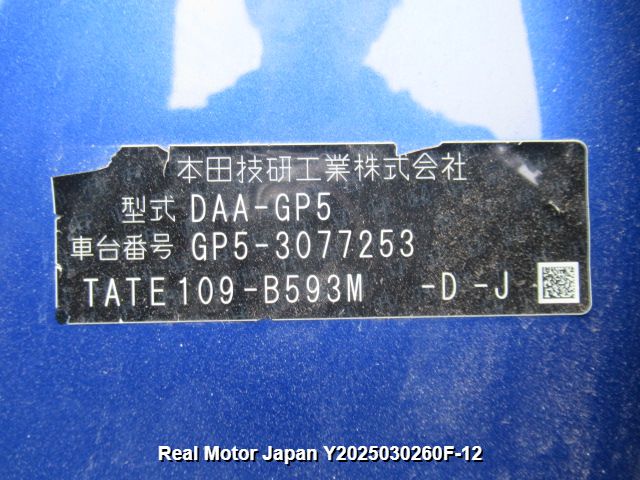 本田技研工業株式会社
型式 DAA-GP5
車台番号 GP5-3077253
TATE109-B593M -D-J
Real Motor Japan Y2025030260F-12